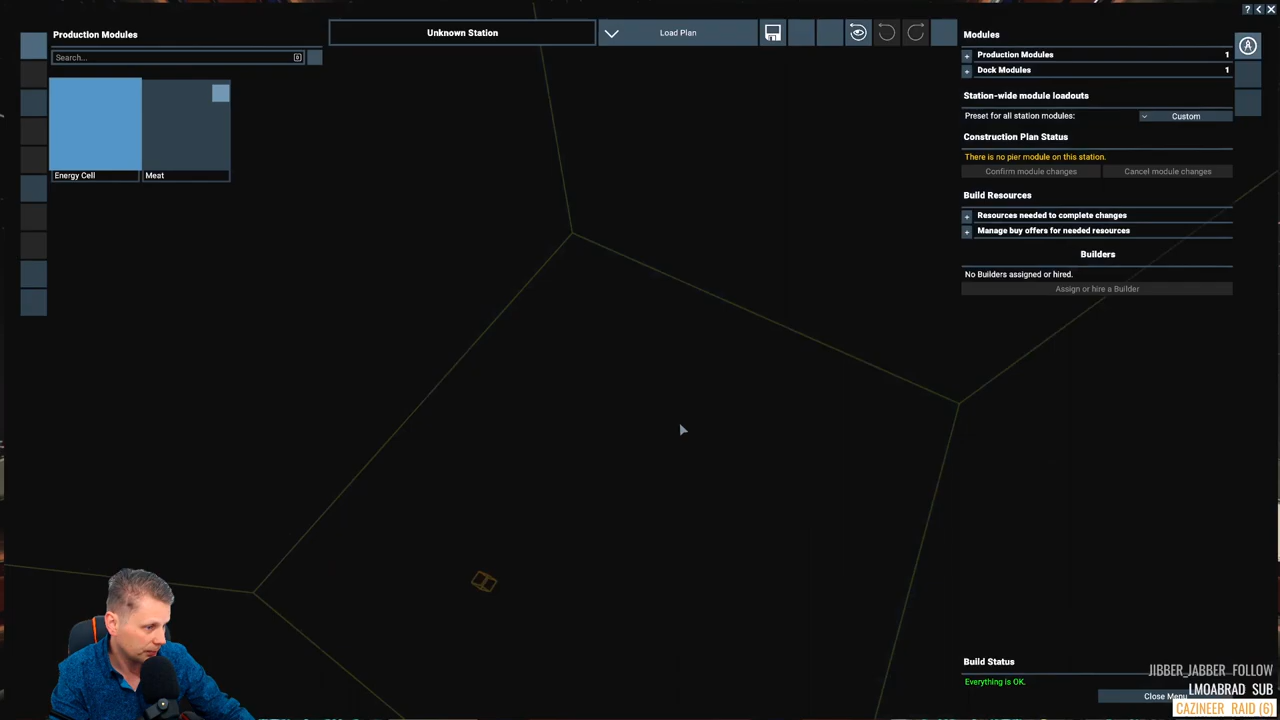 Production Modules
Search...
Energy Cell
Meat
Unknown Station
Load Plan
?
Modules
Production Modules 1
Dock Modules 1
Station-wide module loadouts
Preset for all station modules: Custom
Construction Plan Status
There is no pier module on this station.
Confirm module changes Cancel module changes
Build Resources
Resources needed to complete changes
Manage buy offers for needed resources
Builders
No Builders assigned or hired.
Assign or hire a Builder
Build Status
Everything is OK.
Close Menu
JIBBER_JABBER_FOLLOW
LMOABRAD SUB
CAZINEER RAID (6)